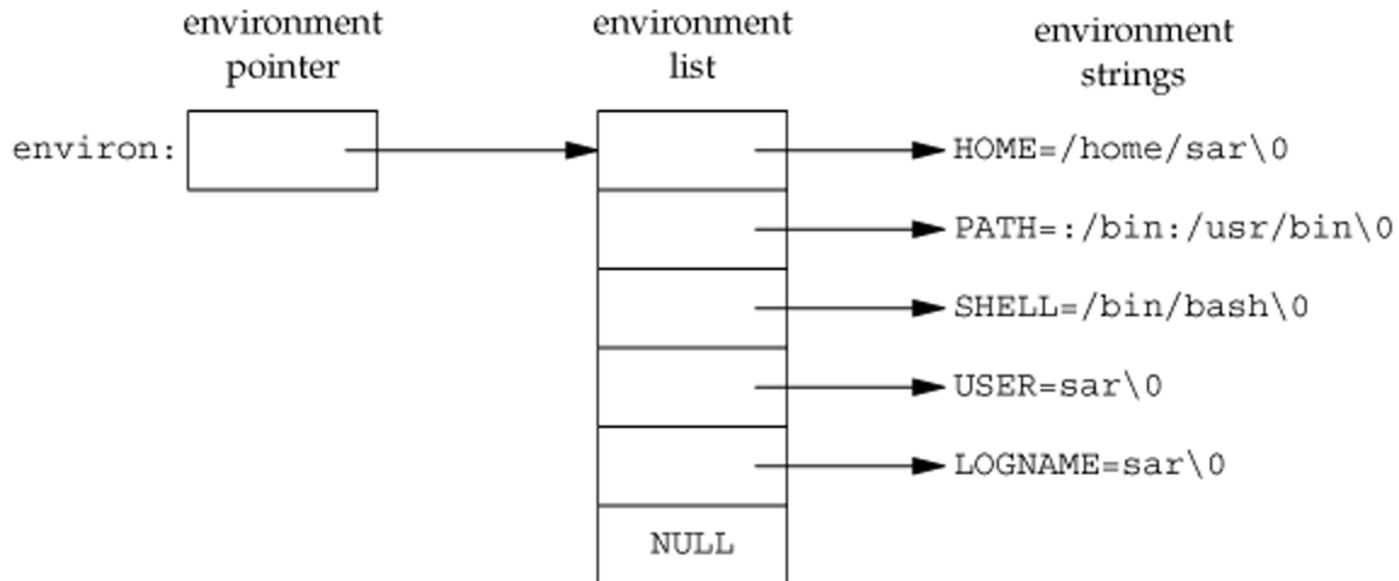 environment
pointer
environment
list
environment
strings
environ:
HOME=/home/sar\0
PATH=:/bin:/usr/bin\0
SHELL=/bin/bash\0
USER=sar\0
LOGNAME=sar\0
NULL